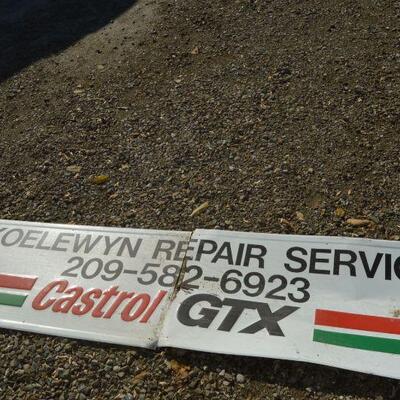 KOELEWYN REPAIR SERVIC
209-582-6923
Castrol GTX